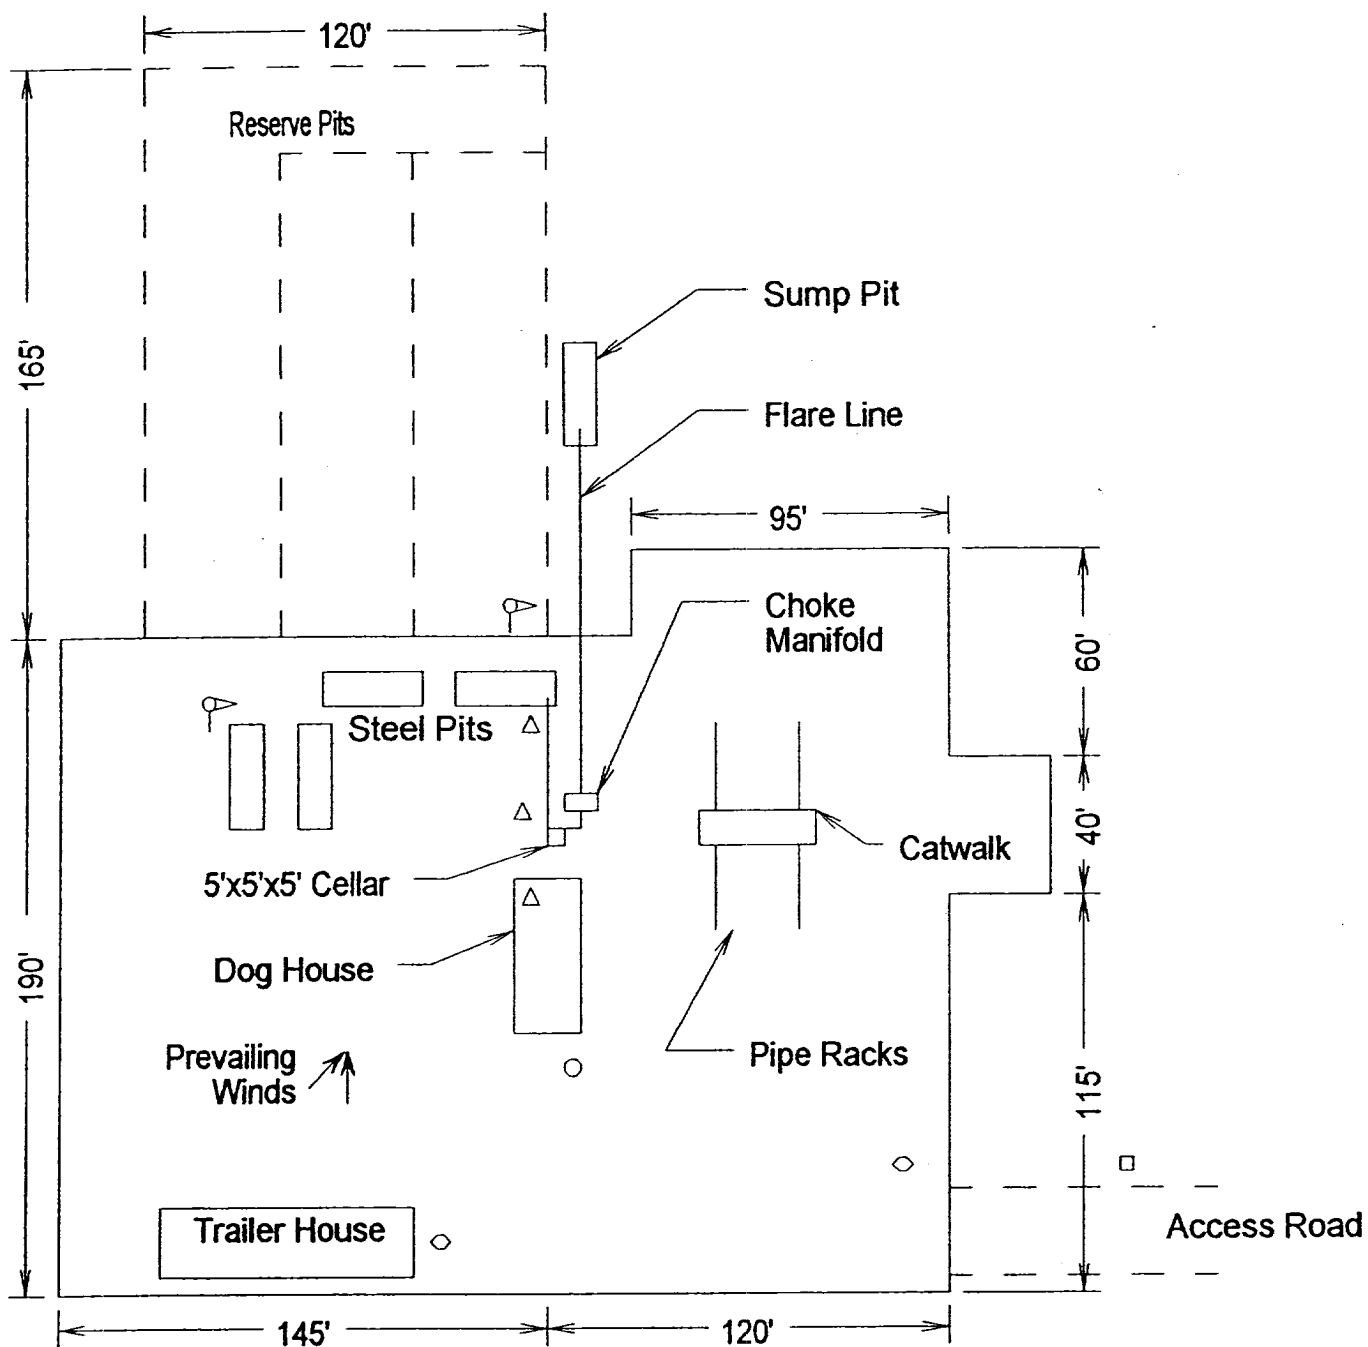 120'
Reserve Pits
165'
Sump Pit
Flare Line
95'
Choke
Manifold
60'
Steel Pits
40'
Catwalk
5'x5'x5' Cellar
190'
Dog House
Prevailing
Winds
Pipe Racks
115'
Trailer House
Access Road
145'
120'